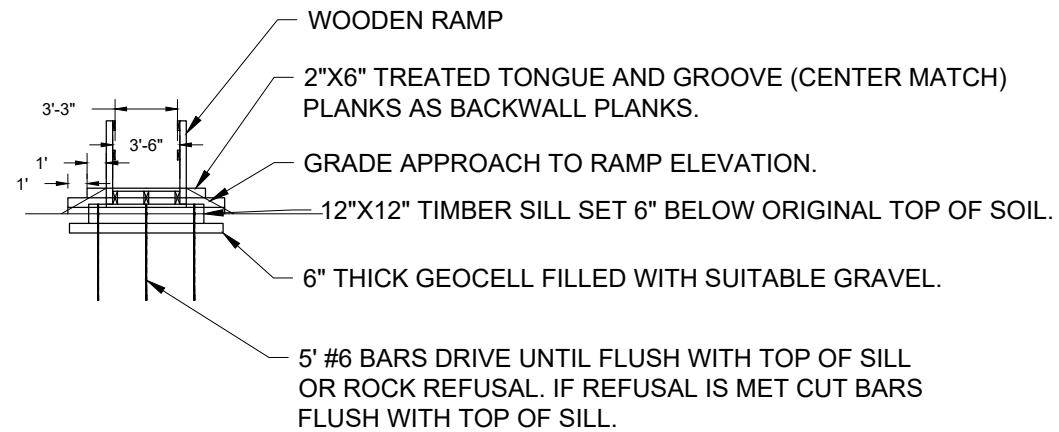 WOODEN RAMP
2"X6" TREATED TONGUE AND GROOVE (CENTER MATCH)
PLANKS AS BACKWALL PLANKS.
3'-3"
3'-6"
GRADE APPROACH TO RAMP ELEVATION.
1'
1'
12"X12" TIMBER SILL SET 6" BELOW ORIGINAL TOP OF SOIL.
6" THICK GEOCELL FILLED WITH SUITABLE GRAVEL.
5' #6 BARS DRIVE UNTIL FLUSH WITH TOP OF SILL
OR ROCK REFUSAL. IF REFUSAL IS MET CUT BARS
FLUSH WITH TOP OF SILL.